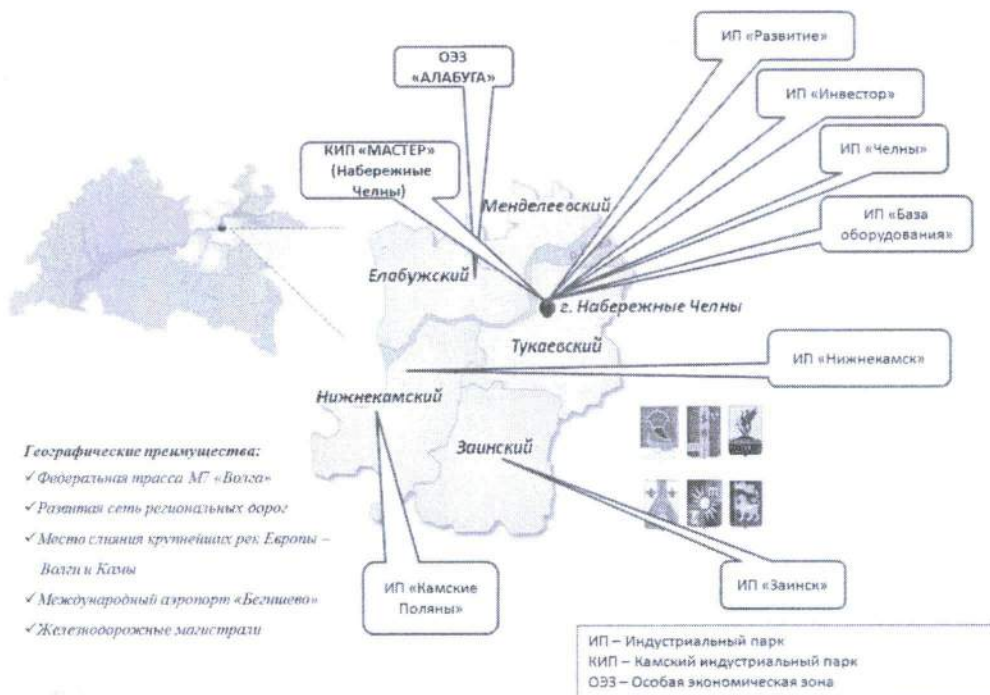 ИП «Развитие»
ОЭЗ
«АЛАБУГА»
ИП «Инвестор»
КИП «МАСТЕР»
(Набережные
Челны)
ИП «Челны»
Менделеевский
ИП «База
оборудования»
Елабужский
г. Набережные Челны
Тукаевский
ИП «Нижнекамск»
Нижнекамский
Заинский
Географические преимущества:
✓ Федеральная трасса М7 «Волга»
✓ Развитая сеть региональных дорог
✓ Место слияния крупнейших рек Европы –
Волги и Камы
✓ Международный аэропорт «Бегишево»
✓ Железнодорожные магистрали
ИП «Камские
Поляны»
ИП «Заинск»
ИП – Индустриальный парк
КИП – Камский индустриальный парк
ОЭЗ – Особая экономическая зона